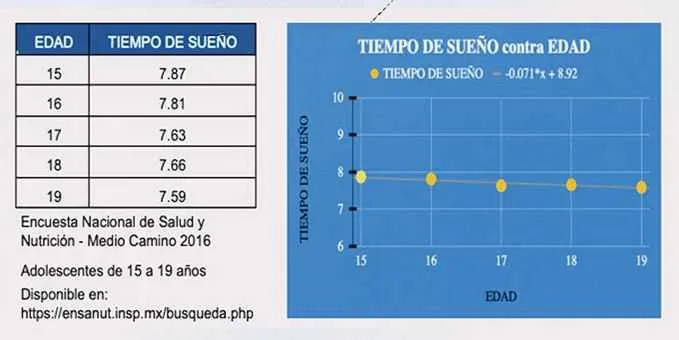 EDAD TIEMPO DE SUEÑO
15 7.87
16 7.81
17 7.63
18 7.66
19 7.59
Encuesta Nacional de Salud y
Nutrición - Medio Camino 2016
Adolescentes de 15 a 19 años
Disponible en:
https://ensanut.insp.mx/busqueda.php
TIEMPO DE SUEÑO contra EDAD
TIEMPO DE SUEÑO -0.071*x + 8.92
TIEMPO DE SUEÑO
10
9
8
7
6
15 16 17 18 19
EDAD